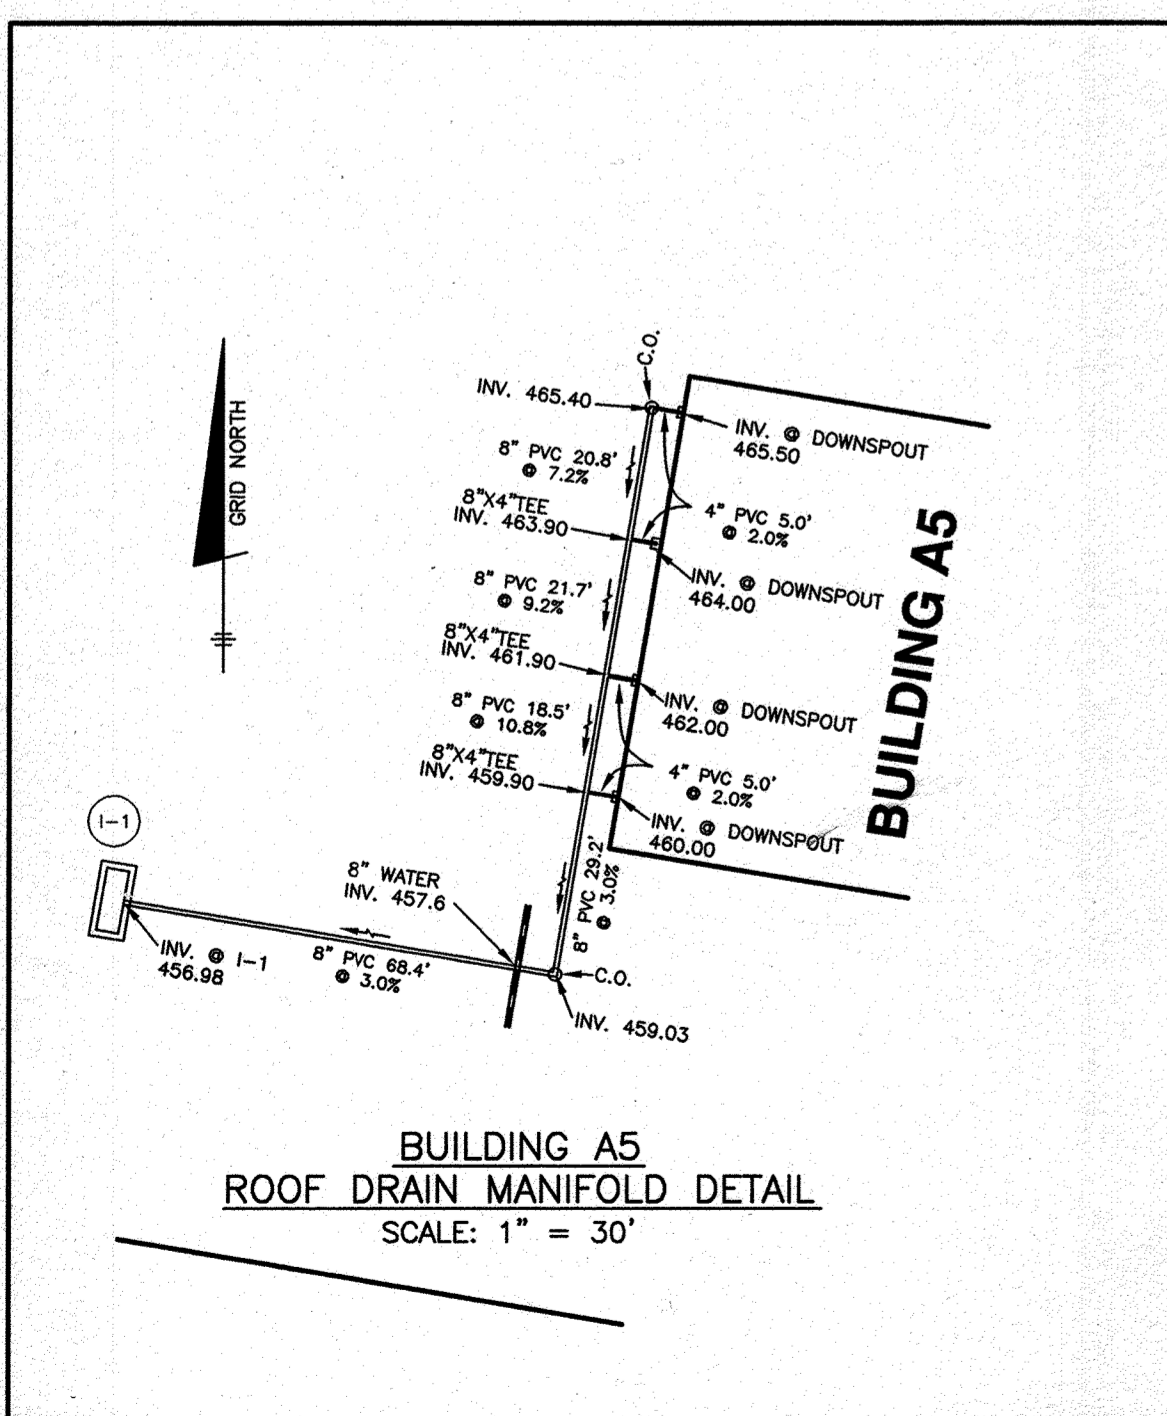 C.O.
INV. 465.40
INV. @ DOWNSPOUT
465.50
8" PVC 20.8'
@ 7.2%
GRID NORTH
8"X4"TEE
INV. 463.90
4" PVC 5.0'
@ 2.0%
INV. @ DOWNSPOUT
464.00
8" PVC 21.7'
@ 9.2%
BUILDING A5
8"X4"TEE
INV. 461.90
INV. @ DOWNSPOUT
462.00
8" PVC 18.5'
@ 10.8%
8"X4"TEE
INV. 459.90
4" PVC 5.0'
@ 2.0%
INV. @ DOWNSPOUT
460.00
I-1
8" WATER
INV. 457.6
8" PVC 29.2'
@ 3.0%
INV. @ I-1
456.98
8" PVC 68.4'
@ 3.0%
C.O.
INV. 459.03
BUILDING A5
ROOF DRAIN MANIFOLD DETAIL
SCALE: 1" = 30'